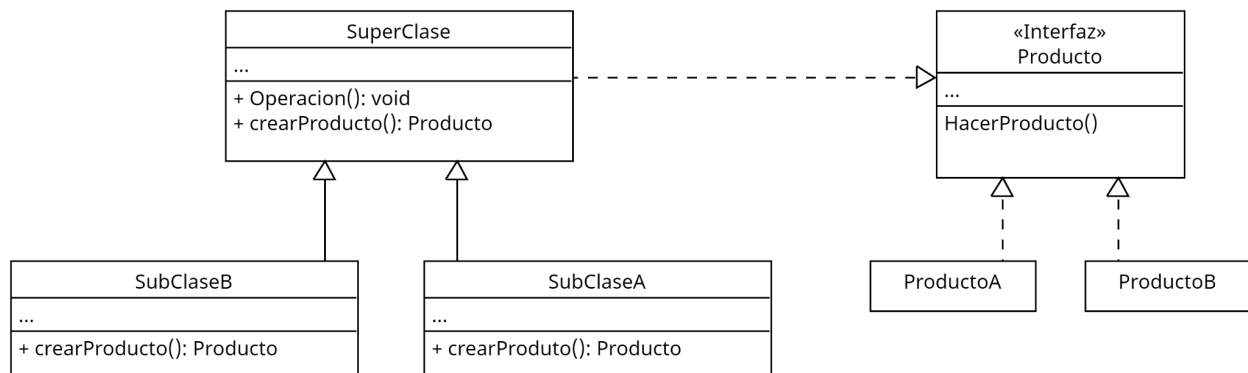 SuperClase
...
+ Operacion(): void
+ crearProducto(): Producto
«Interfaz»
Producto
...
HacerProducto()
SubClaseB
...
+ crearProducto(): Producto
SubClaseA
...
+ crearProduto(): Producto
ProductoA
ProductoB